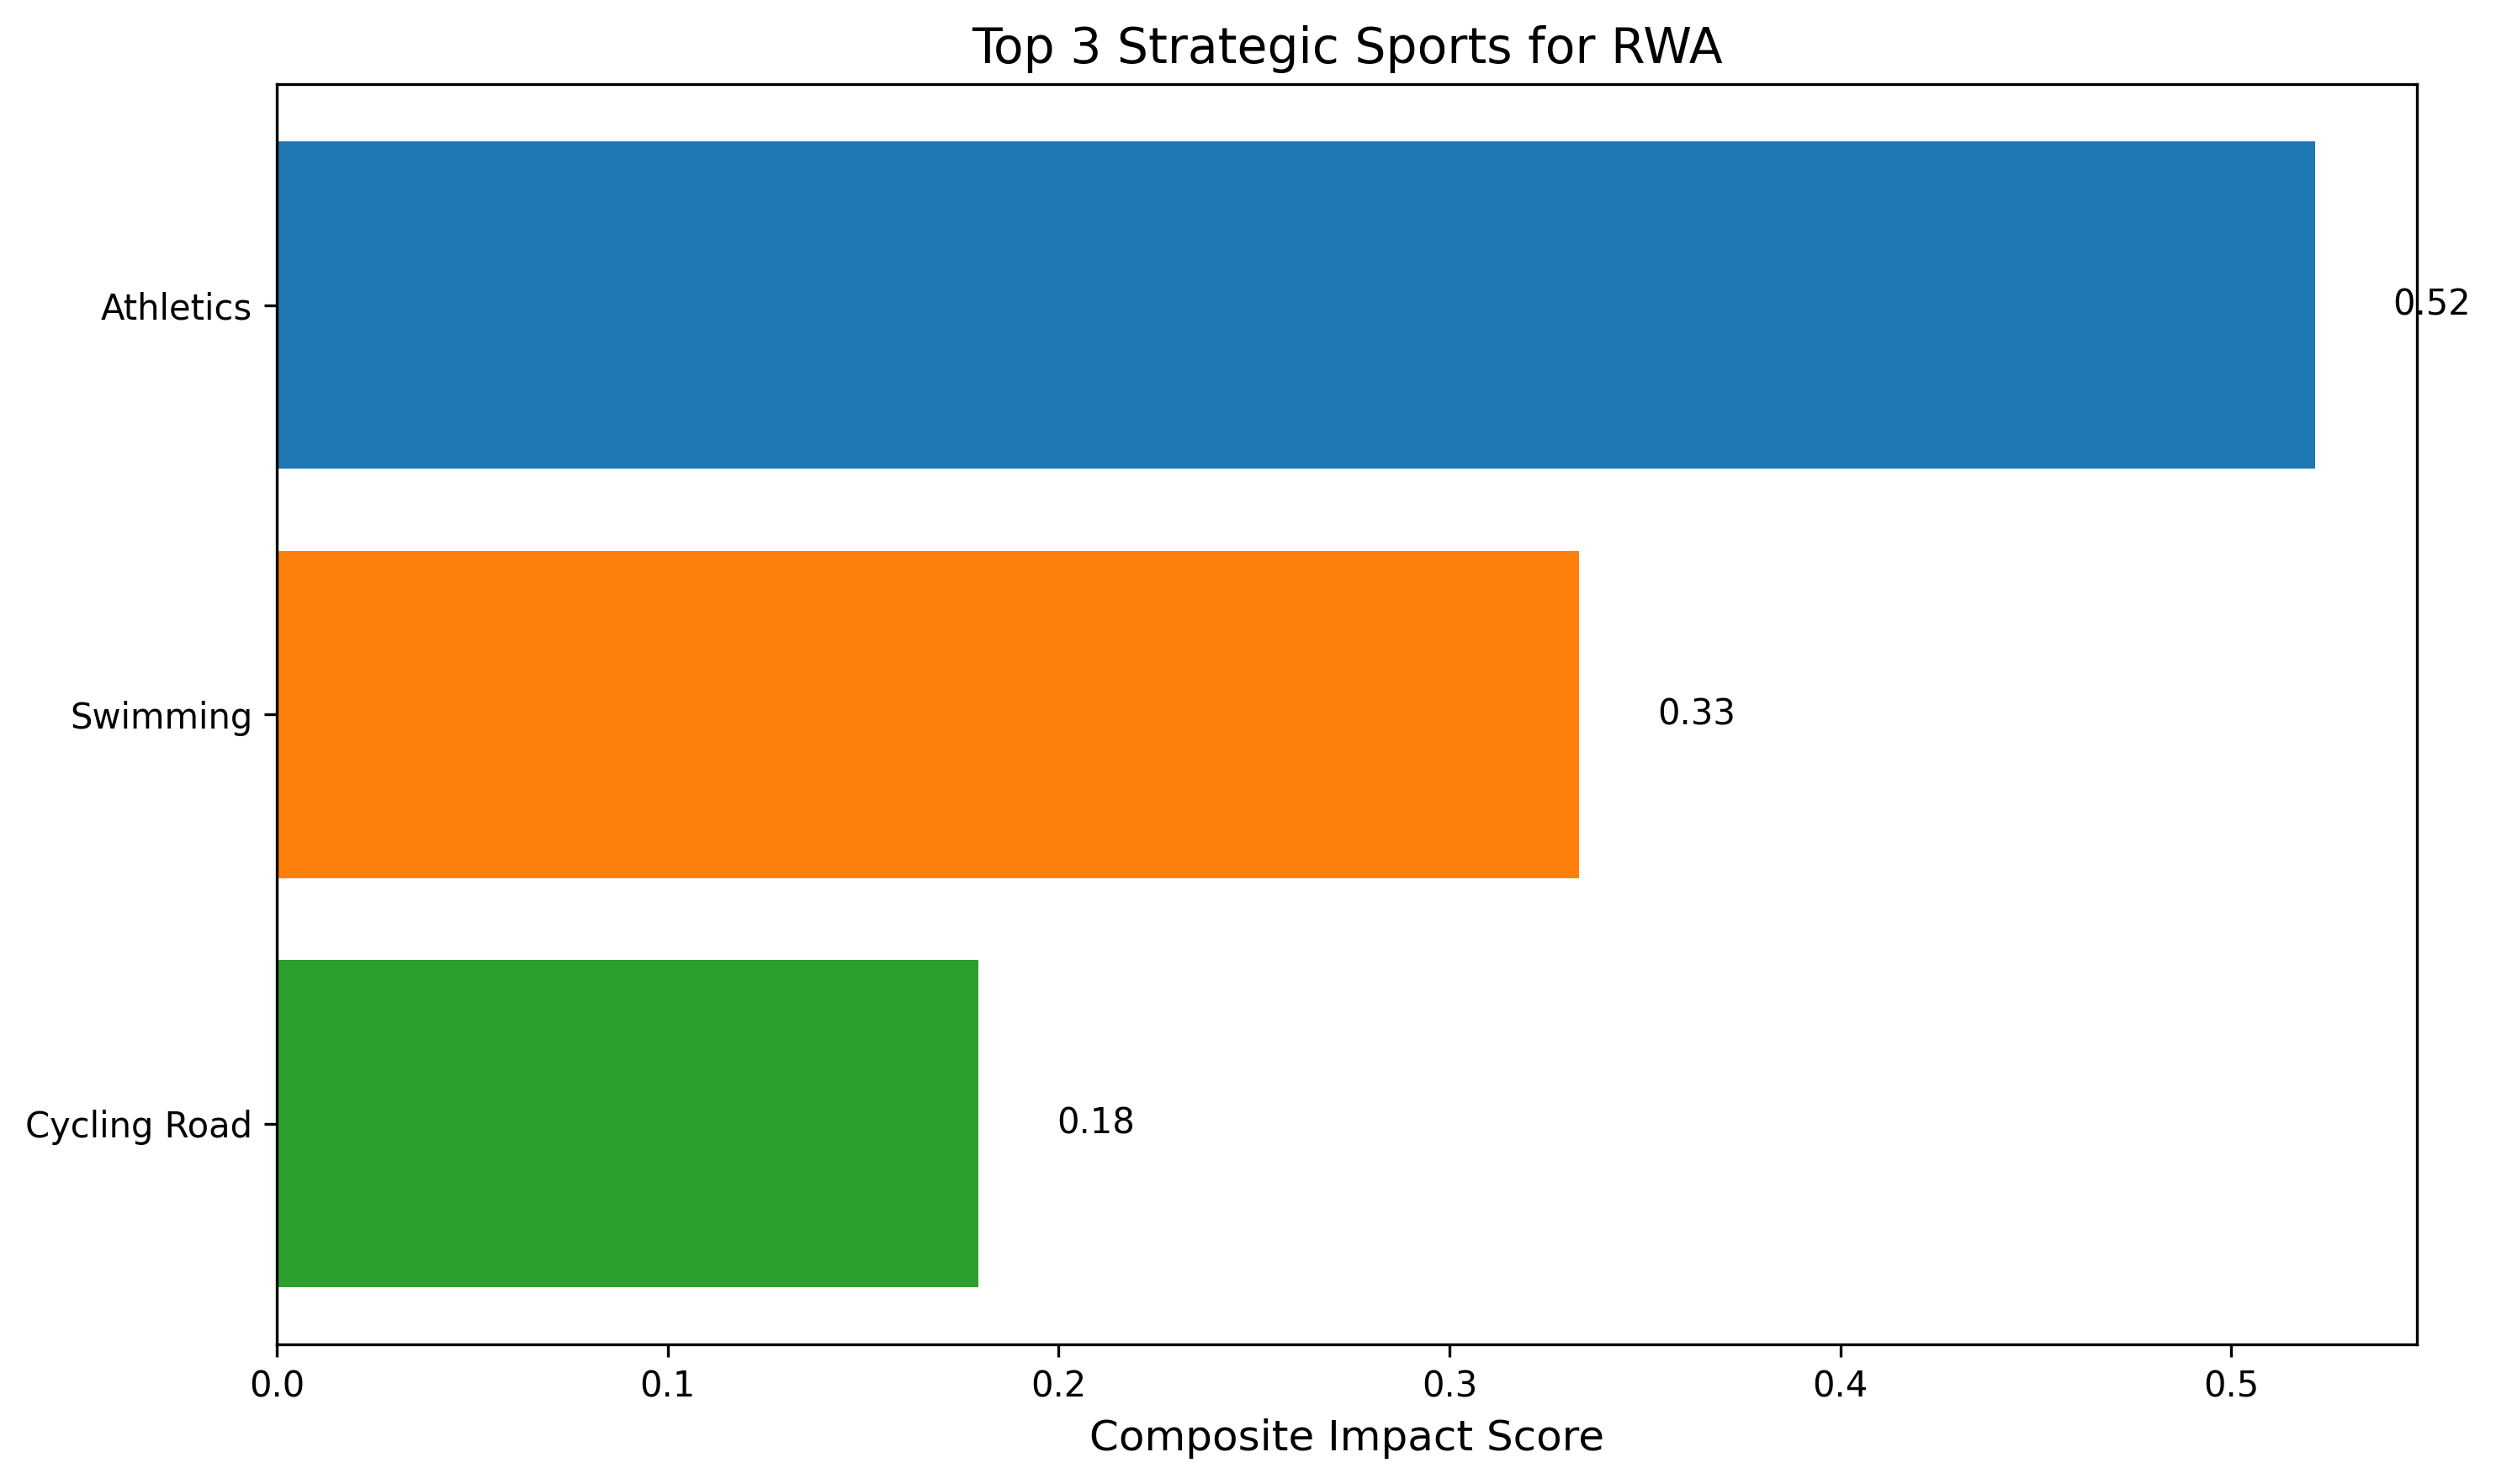 Top 3 Strategic Sports for RWA
Athletics
0.52
Swimming
0.33
Cycling Road
0.18
0.0 0.1 0.2 0.3 0.4 0.5
Composite Impact Score